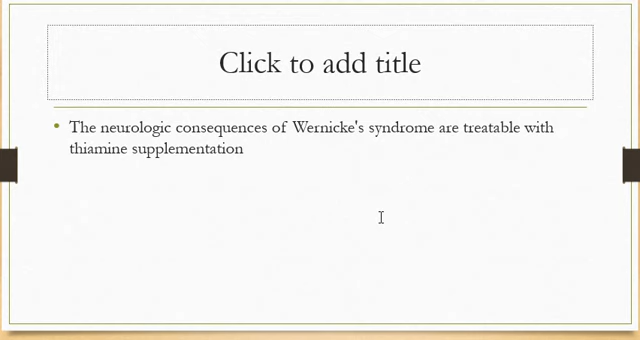 Click to add title
• The neurologic consequences of Wernicke's syndrome are treatable with
thiamine supplementation